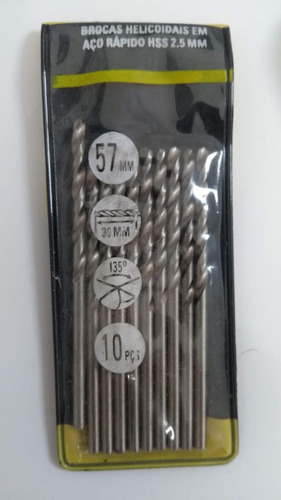 BROCAS HELICOIDAIS EM
AÇO RÁPIDO HSS 2,5 MM
57 MM
30 MM
135°
10 PÇS